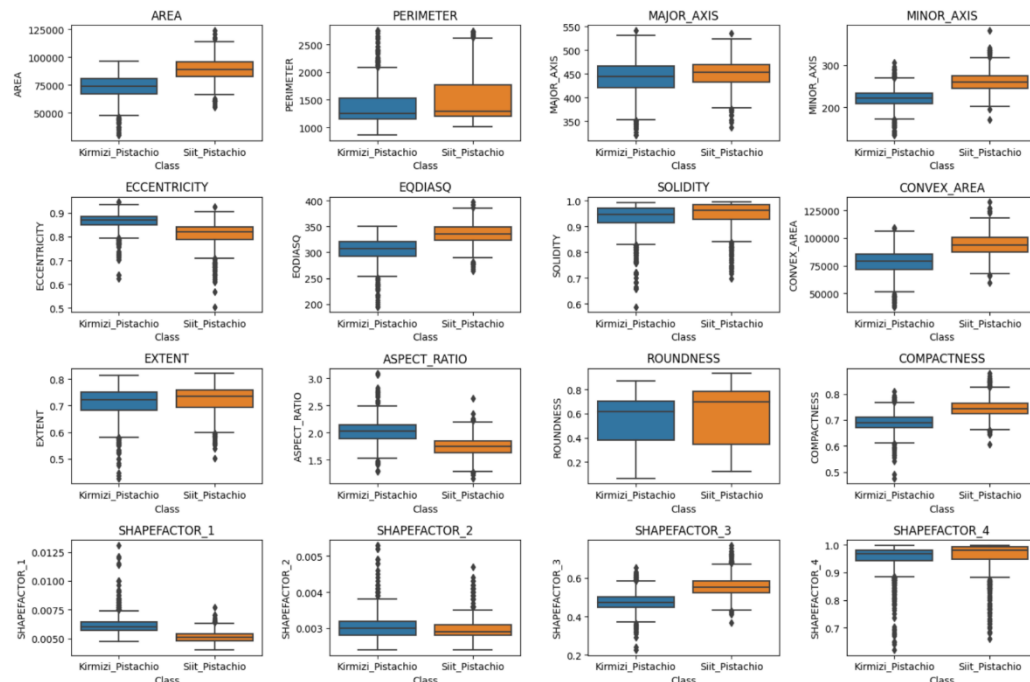 AREA
125000
100000
75000
50000
AREA
Kirmizi_Pistachio Siit_Pistachio
Class
PERIMETER
2500
2000
1500
1000
PERIMETER
Kirmizi_Pistachio Siit_Pistachio
Class
MAJOR_AXIS
550
500
450
400
350
MAJOR_AXIS
Kirmizi_Pistachio Siit_Pistachio
Class
MINOR_AXIS
300
200
MINOR_AXIS
Kirmizi_Pistachio Siit_Pistachio
Class
ECCENTRICITY
0.9
0.8
0.7
0.6
0.5
ECCENTRICITY
Kirmizi_Pistachio Siit_Pistachio
Class
EQDIASQ
400
350
300
250
200
EQDIASQ
Kirmizi_Pistachio Siit_Pistachio
Class
SOLIDITY
1.0
0.9
0.8
0.7
0.6
SOLIDITY
Kirmizi_Pistachio Siit_Pistachio
Class
CONVEX_AREA
125000
100000
75000
50000
CONVEX_AREA
Kirmizi_Pistachio Siit_Pistachio
Class
EXTENT
0.8
0.7
0.6
0.5
EXTENT
Kirmizi_Pistachio Siit_Pistachio
Class
ASPECT_RATIO
3.0
2.5
2.0
1.5
ASPECT_RATIO
Kirmizi_Pistachio Siit_Pistachio
Class
ROUNDNESS
0.8
0.6
0.4
0.2
ROUNDNESS
Kirmizi_Pistachio Siit_Pistachio
Class
COMPACTNESS
0.8
0.7
0.6
0.5
COMPACTNESS
Kirmizi_Pistachio Siit_Pistachio
Class
SHAPEFACTOR_1
0.0125
0.0100
0.0075
0.0050
SHAPEFACTOR_1
Kirmizi_Pistachio Siit_Pistachio
Class
SHAPEFACTOR_2
0.005
0.004
0.003
SHAPEFACTOR_2
Kirmizi_Pistachio Siit_Pistachio
Class
SHAPEFACTOR_3
0.6
0.4
0.2
SHAPEFACTOR_3
Kirmizi_Pistachio Siit_Pistachio
Class
SHAPEFACTOR_4
1.0
0.9
0.8
0.7
SHAPEFACTOR_4
Kirmizi_Pistachio Siit_Pistachio
Class